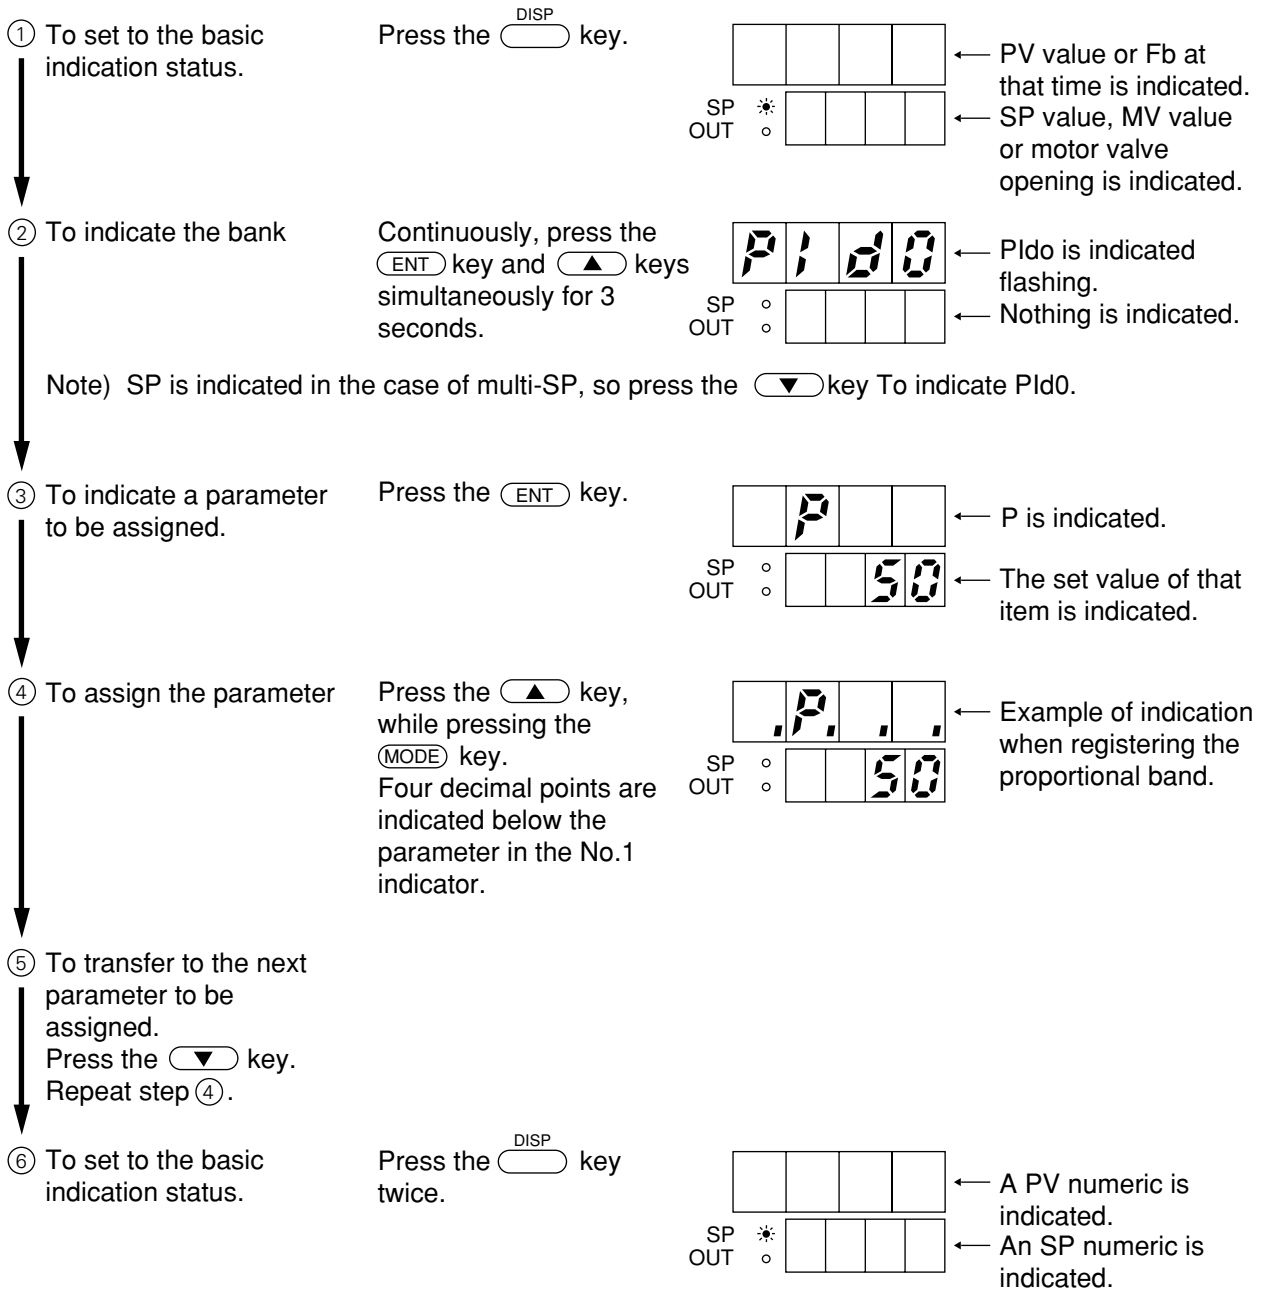 ① To set to the basic
indication status.
DISP
Press the key.
PV value or Fb at
that time is indicated.
SP
OUT
SP value, MV value
or motor valve
opening is indicated.
② To indicate the bank
Continuously, press the
ENT key and ▲ keys
simultaneously for 3
seconds.
PId0
PIdo is indicated
flashing.
SP
OUT
Nothing is indicated.
Note) SP is indicated in the case of multi-SP, so press the ▼ key To indicate PId0.
③ To indicate a parameter
to be assigned.
Press the ENT key.
P
P is indicated.
SP
OUT
50
The set value of that
item is indicated.
④ To assign the parameter
Press the ▲ key,
while pressing the
MODE key.
Four decimal points are
indicated below the
parameter in the No.1
indicator.
.P. . .
Example of indication
when registering the
proportional band.
SP
OUT
50
⑤ To transfer to the next
parameter to be
assigned.
Press the ▼ key.
Repeat step ④.
⑥ To set to the basic
indication status.
DISP
Press the key
twice.
A PV numeric is
indicated.
SP
OUT
An SP numeric is
indicated.